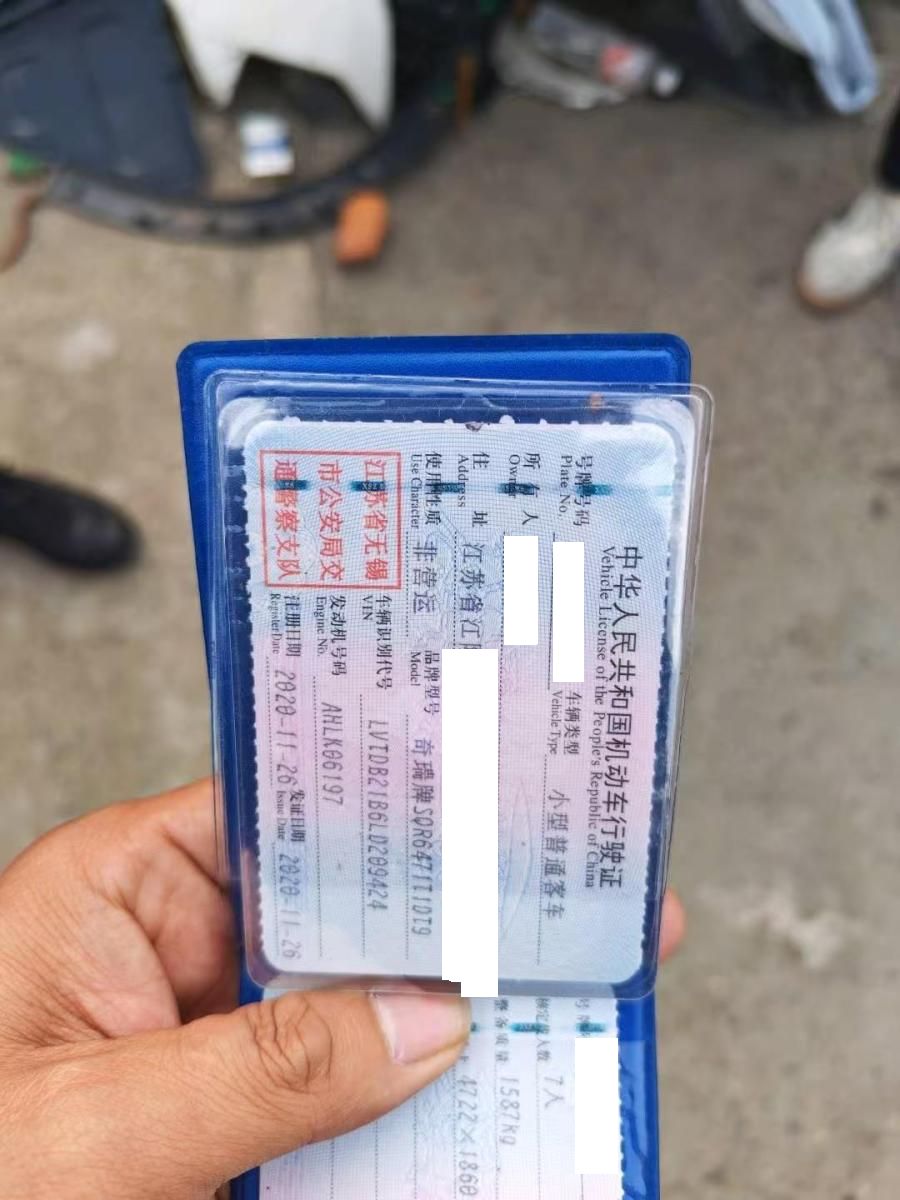 中华人民共和国机动车行驶证
Vehicle License of the People's Republic of China
号牌号码
Plate No.
车辆类型 小型普通客车
Vehicle Type
所有人
Owner
住址 江苏省江
Address
使用性质 非营运
Use Character
品牌型号 奇瑞牌SQR6471T1DT9
Model
江苏省无锡
市公安局交
通警察支队
车辆识别代号 LVTDB21B6LD209424
VIN
发动机号码 AHLK06197
Engine No.
注册日期 2020-11-26 发证日期 2020-11-26
Register Date Issue Date
号牌
核定载人数 7人
整备质量 1587kg
4722×1860